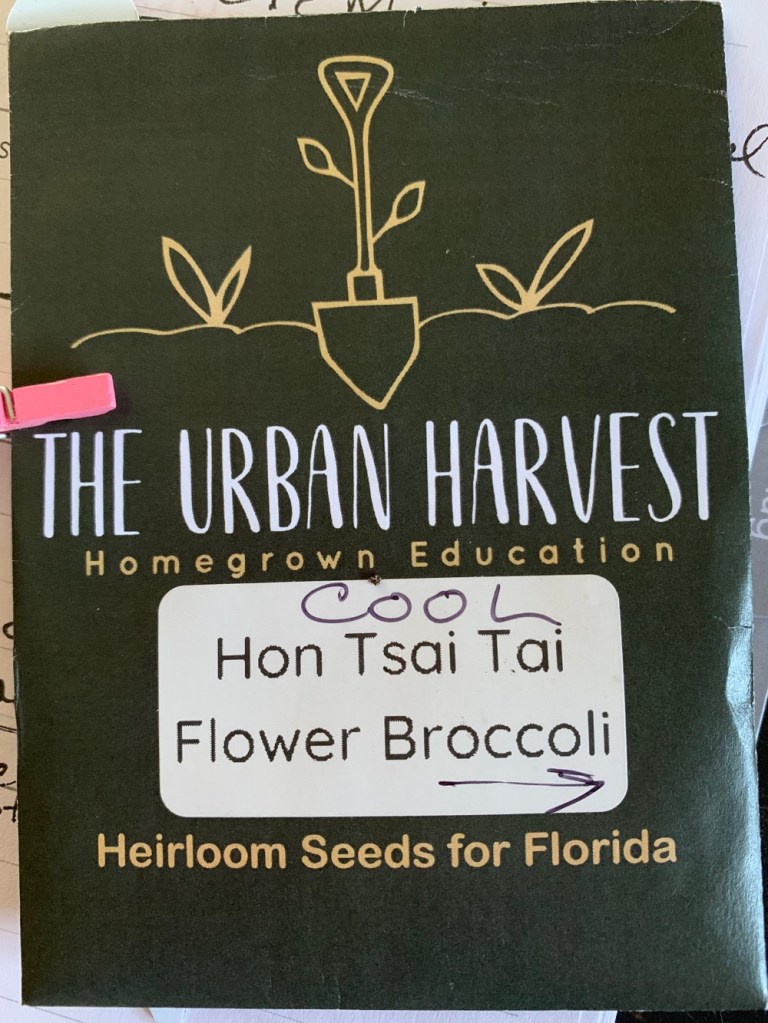 THE URBAN HARVEST
Homegrown Education
COOL
Hon Tsai Tai
Flower Broccoli
Heirloom Seeds for Florida